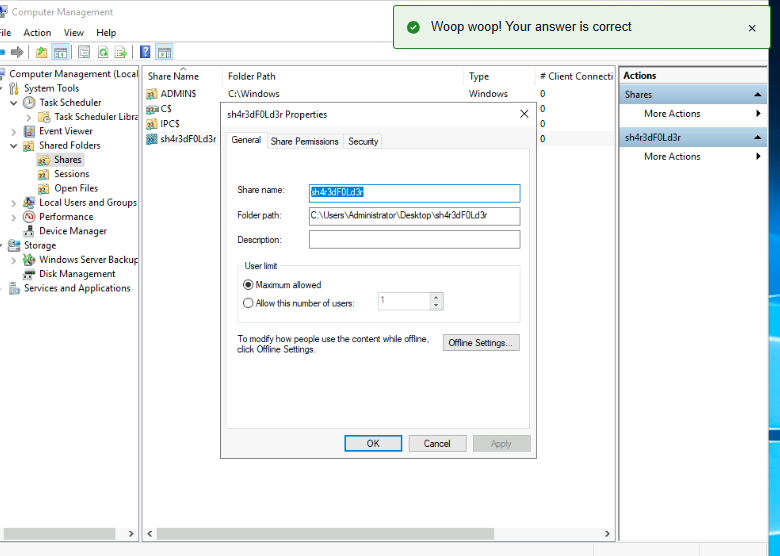 Computer Management
File Action View Help
Woop woop! Your answer is correct
Computer Management (Local
System Tools
Task Scheduler
Task Scheduler Libra
Event Viewer
Shared Folders
Shares
Sessions
Open Files
Local Users and Groups
Performance
Device Manager
Storage
Windows Server Backup
Disk Management
Services and Applications
Share Name Folder Path Type # Client Connecti
ADMIN$ C:\Windows Windows 0
C$ 0
IPC$ 0
sh4r3dF0Ld3r 0
sh4r3dF0Ld3r Properties
General Share Permissions Security
Share name: sh4r3dF0Ld3r
Folder path: C:\Users\Administrator\Desktop\sh4r3dF0Ld3r
Description:
User limit
Maximum allowed
Allow this number of users: 1
To modify how people use the content while offline,
click Offline Settings.
Offline Settings...
OK Cancel Apply
Actions
Shares
More Actions
sh4r3dF0Ld3r
More Actions